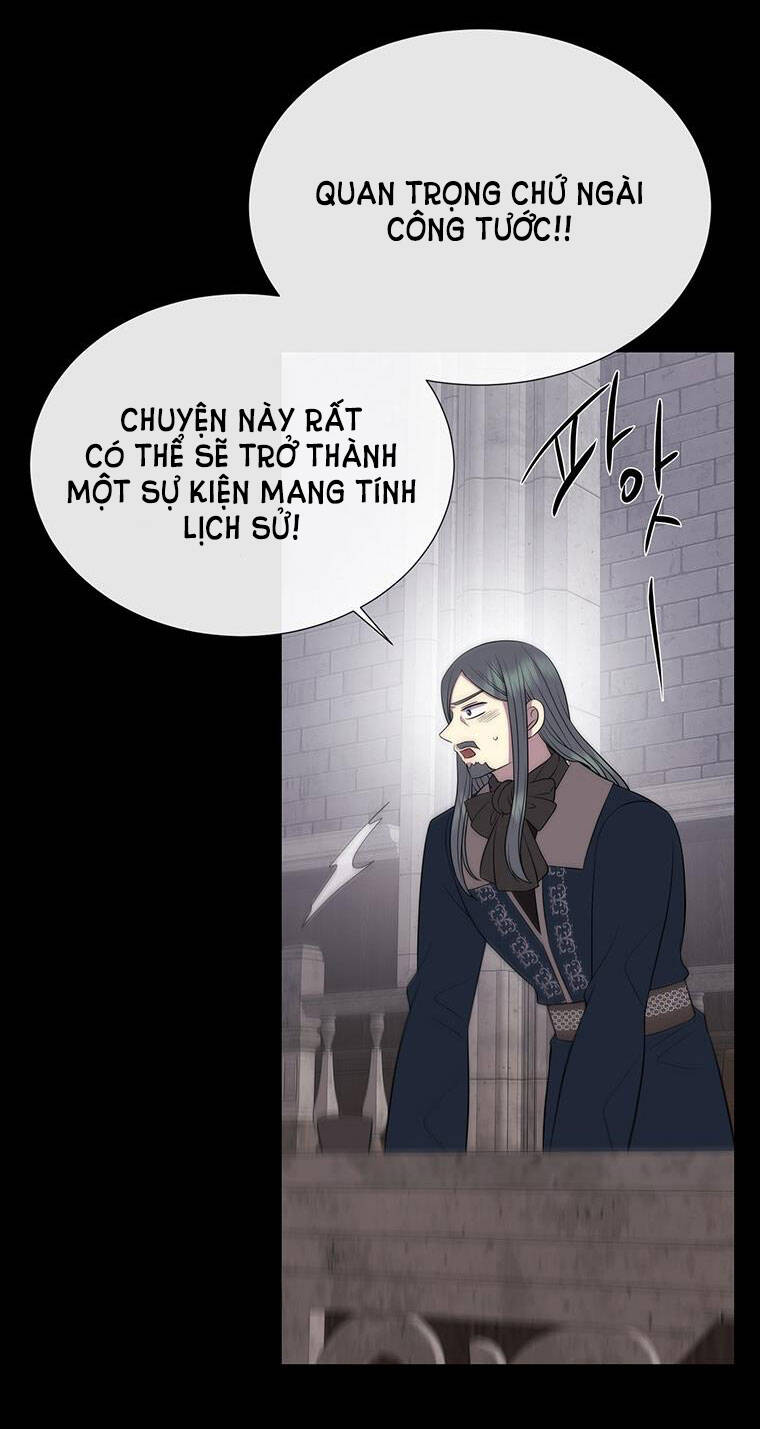 QUAN TRỌNG CHỨ NGÀI
CÔNG TƯỚC!!
CHUYỆN NÀY RẤT
CÓ THỂ SẼ TRỞ THÀNH
MỘT SỰ KIỆN MANG TÍNH
LỊCH SỬ!
파앗